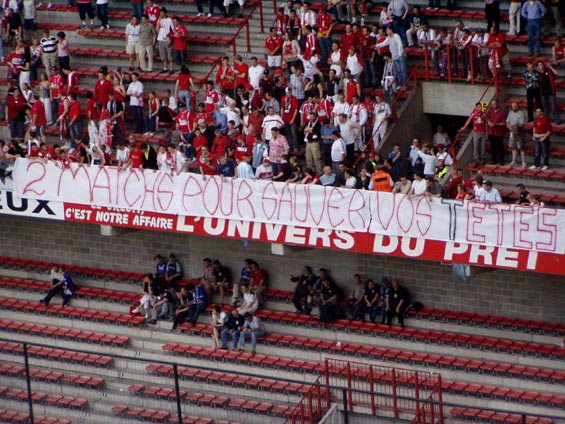 2 MATCHS POUR SAUVER VOS TETES
C'EST NOTRE AFFAIRE L'UNIVERS DU PRET